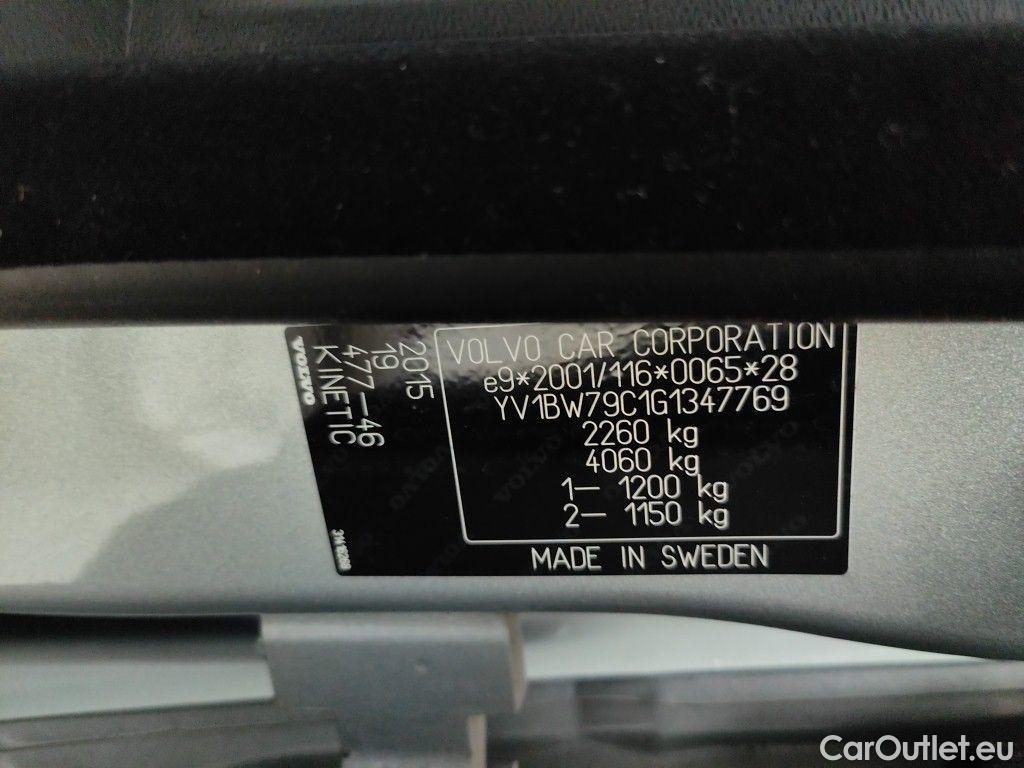 VOLVO CAR CORPORATION
e9*2001/116*0065*28
YV1BW79C1G1347769
2260 kg
4060 kg
1– 1200 kg
2– 1150 kg
MADE IN SWEDEN
2015
19
477–46
KINETIC
VOLVO
CarOutlet.eu